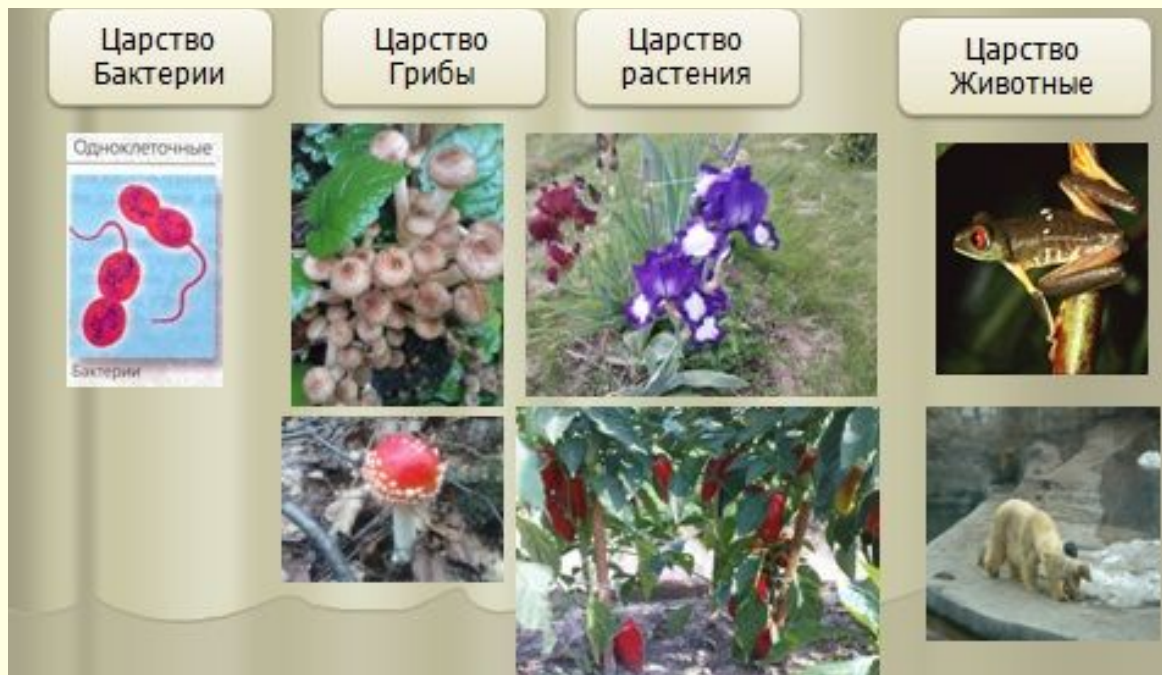 Царство
Бактерии
Царство
Грибы
Царство
растения
Царство
Животные
Одноклеточные
Бактерии